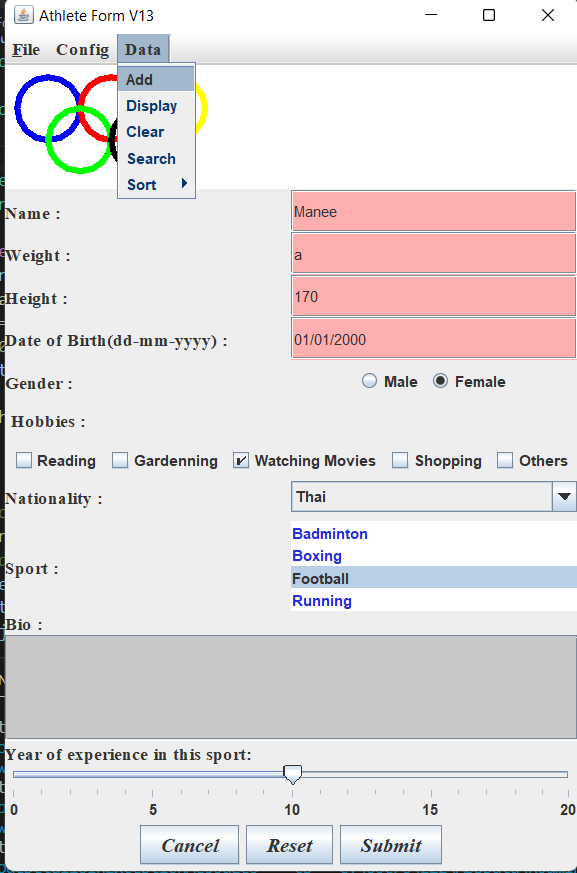 Athlete Form V13
File Config Data
Add
Display
Clear
Search
Sort
Name : Manee
Weight : a
Height : 170
Date of Birth(dd-mm-yyyy) : 01/01/2000
Gender : Male Female
Hobbies :
Reading Gardenning Watching Movies Shopping Others
Nationality : Thai
Badminton
Boxing
Sport : Football
Running
Bio :
Year of experience in this sport:
0 5 10 15 20
Cancel Reset Submit